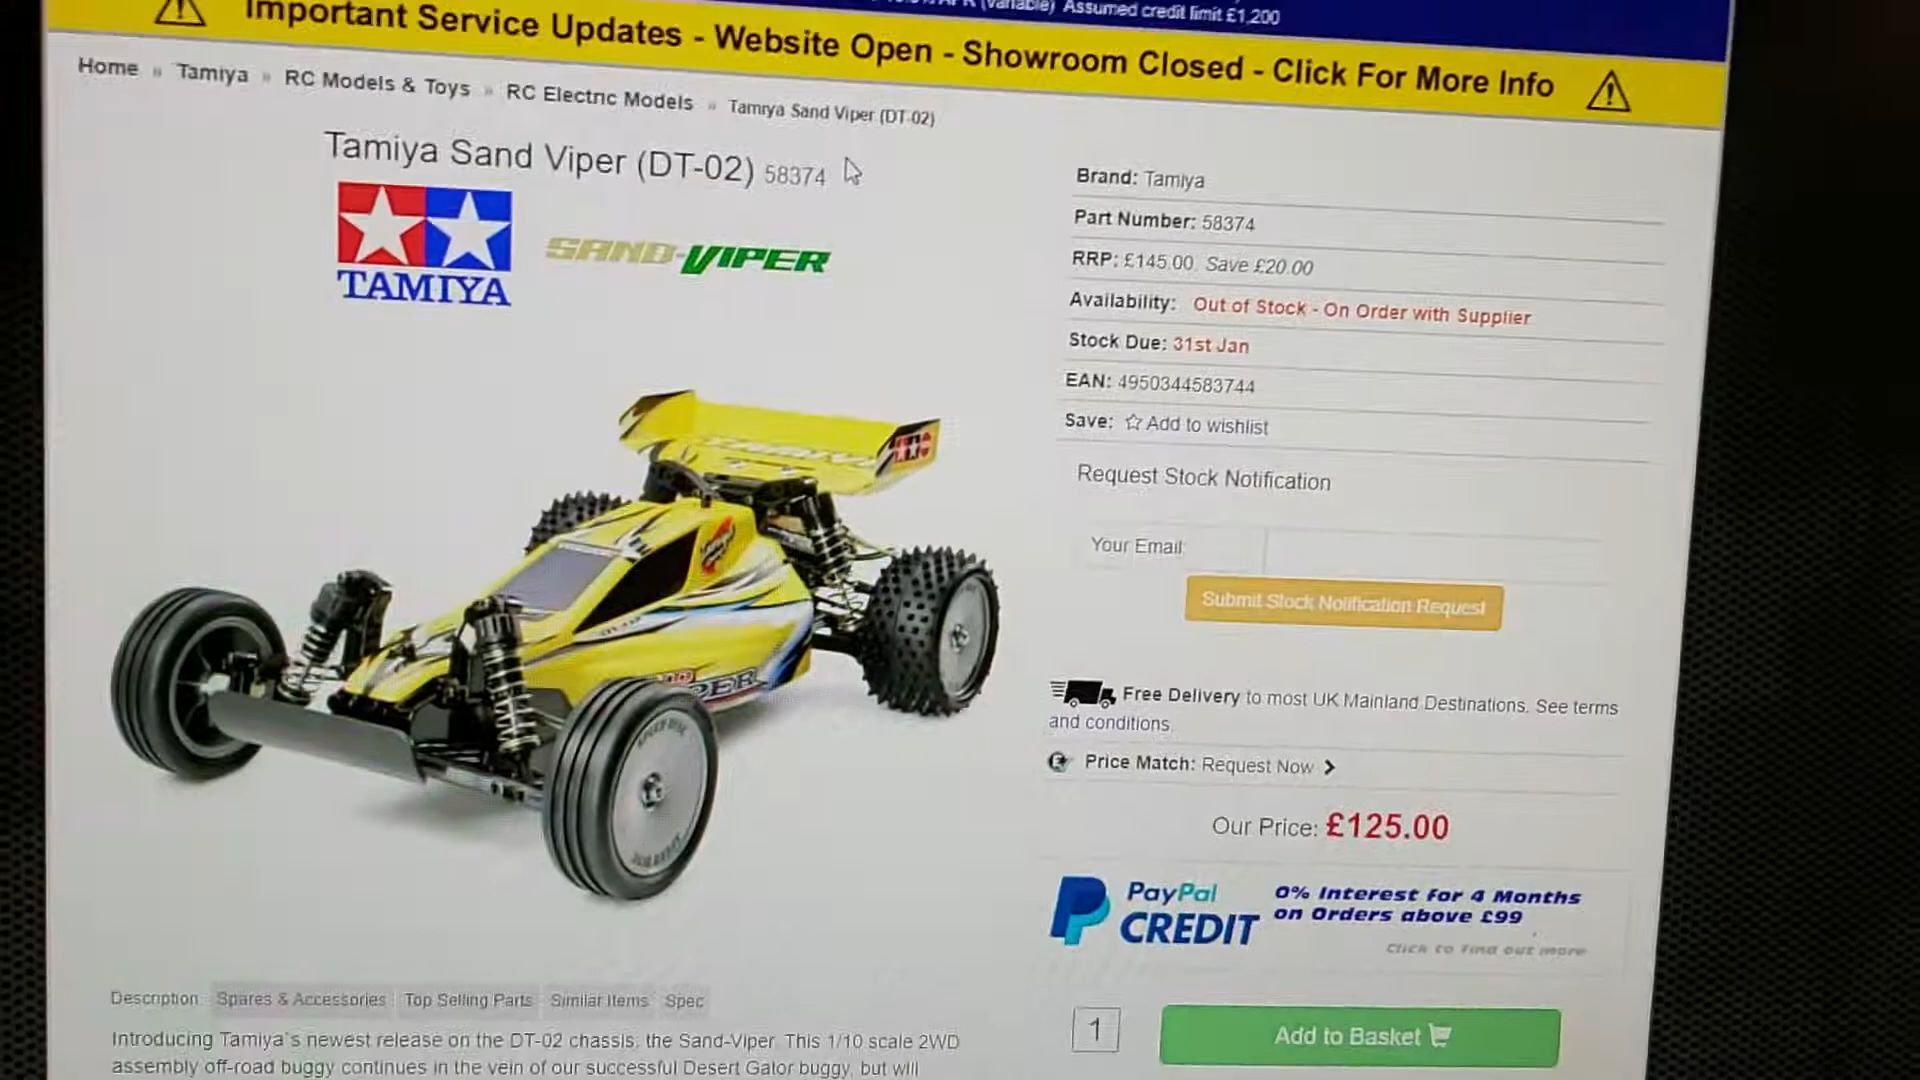 (variable) Assumed credit limit £1,200
Important Service Updates - Website Open - Showroom Closed - Click For More Info
Home » Tamiya » RC Models & Toys » RC Electric Models » Tamiya Sand Viper (DT-02)
Tamiya Sand Viper (DT-02) 58374
TAMIYA
SAND-VIPER
Brand: Tamiya
Part Number: 58374
RRP: £145.00 Save £20.00
Availability: Out of Stock - On Order with Supplier
Stock Due: 31st Jan
EAN: 4950344583744
Save: ☆ Add to wishlist
Request Stock Notification
Your Email:
Submit Stock Notification Request
Free Delivery to most UK Mainland Destinations. See terms
and conditions.
Price Match: Request Now
Our Price: £125.00
PayPal
CREDIT
0% Interest for 4 Months
on Orders above £99
Click to find out more
1
Add to Basket
Description Spares & Accessories Top Selling Parts Similar Items Spec
Introducing Tamiya's newest release on the DT-02 chassis, the Sand-Viper. This 1/10 scale 2WD
assembly off-road buggy continues in the vein of our successful Desert Gator buggy, but will